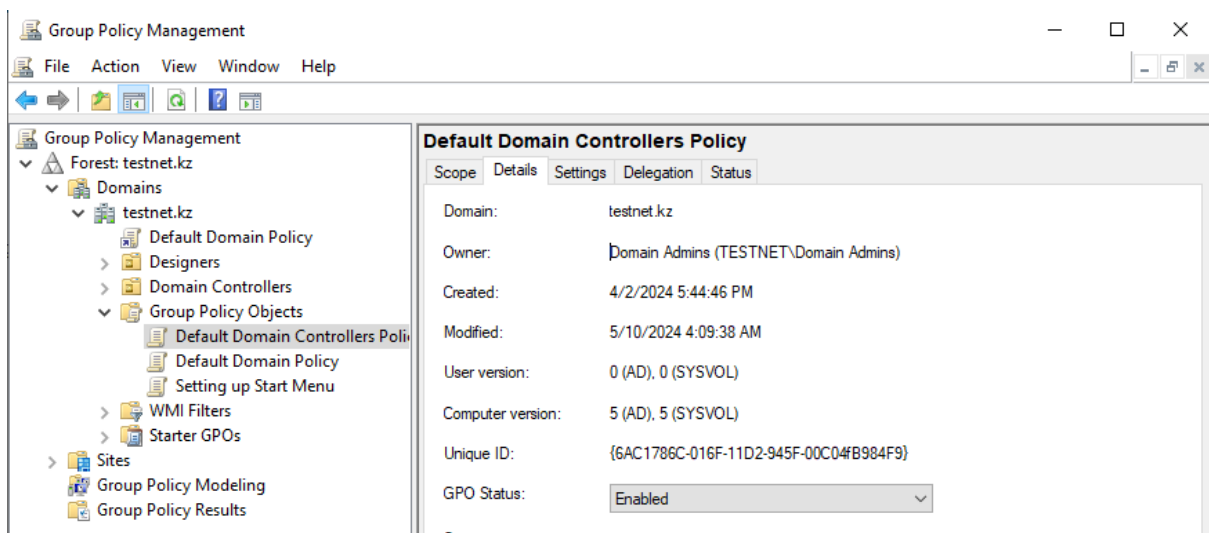 Group Policy Management
File Action View Window Help
Group Policy Management
Forest: testnet.kz
Domains
testnet.kz
Default Domain Policy
Designers
Domain Controllers
Group Policy Objects
Default Domain Controllers
Default Domain Policy
Setting up Start Menu
WMI Filters
Starter GPOs
Sites
Group Policy Modeling
Group Policy Results
Default Domain Controllers Policy
Scope Details Settings Delegation Status
Domain: testnet.kz
Owner: Domain Admins (TESTNET\Domain Admins)
Created: 4/2/2024 5:44:46 PM
Modified: 5/10/2024 4:09:38 AM
User version: 0 (AD), 0 (SYSVOL)
Computer version: 5 (AD), 5 (SYSVOL)
Unique ID: {6AC1786C-016F-11D2-945F-00C04fB984F9}
GPO Status: Enabled